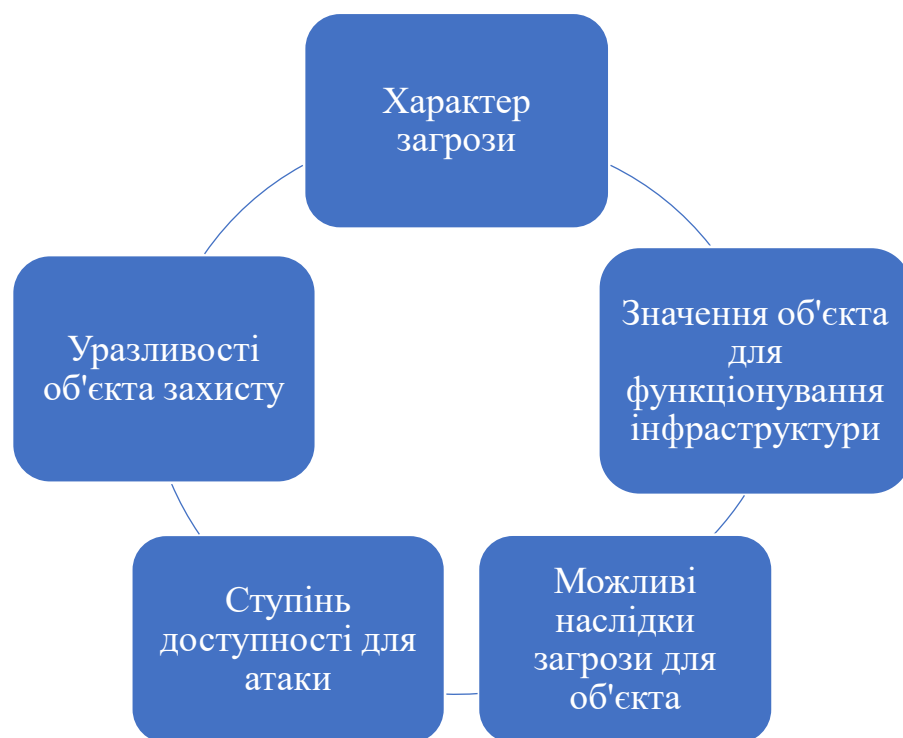 Характер
загрози
Значення об'єкта
для
функціонування
інфраструктури
Можливі
наслідки
загрози для
об'єкта
Ступінь
доступності для
атаки
Уразливості
об'єкта захисту